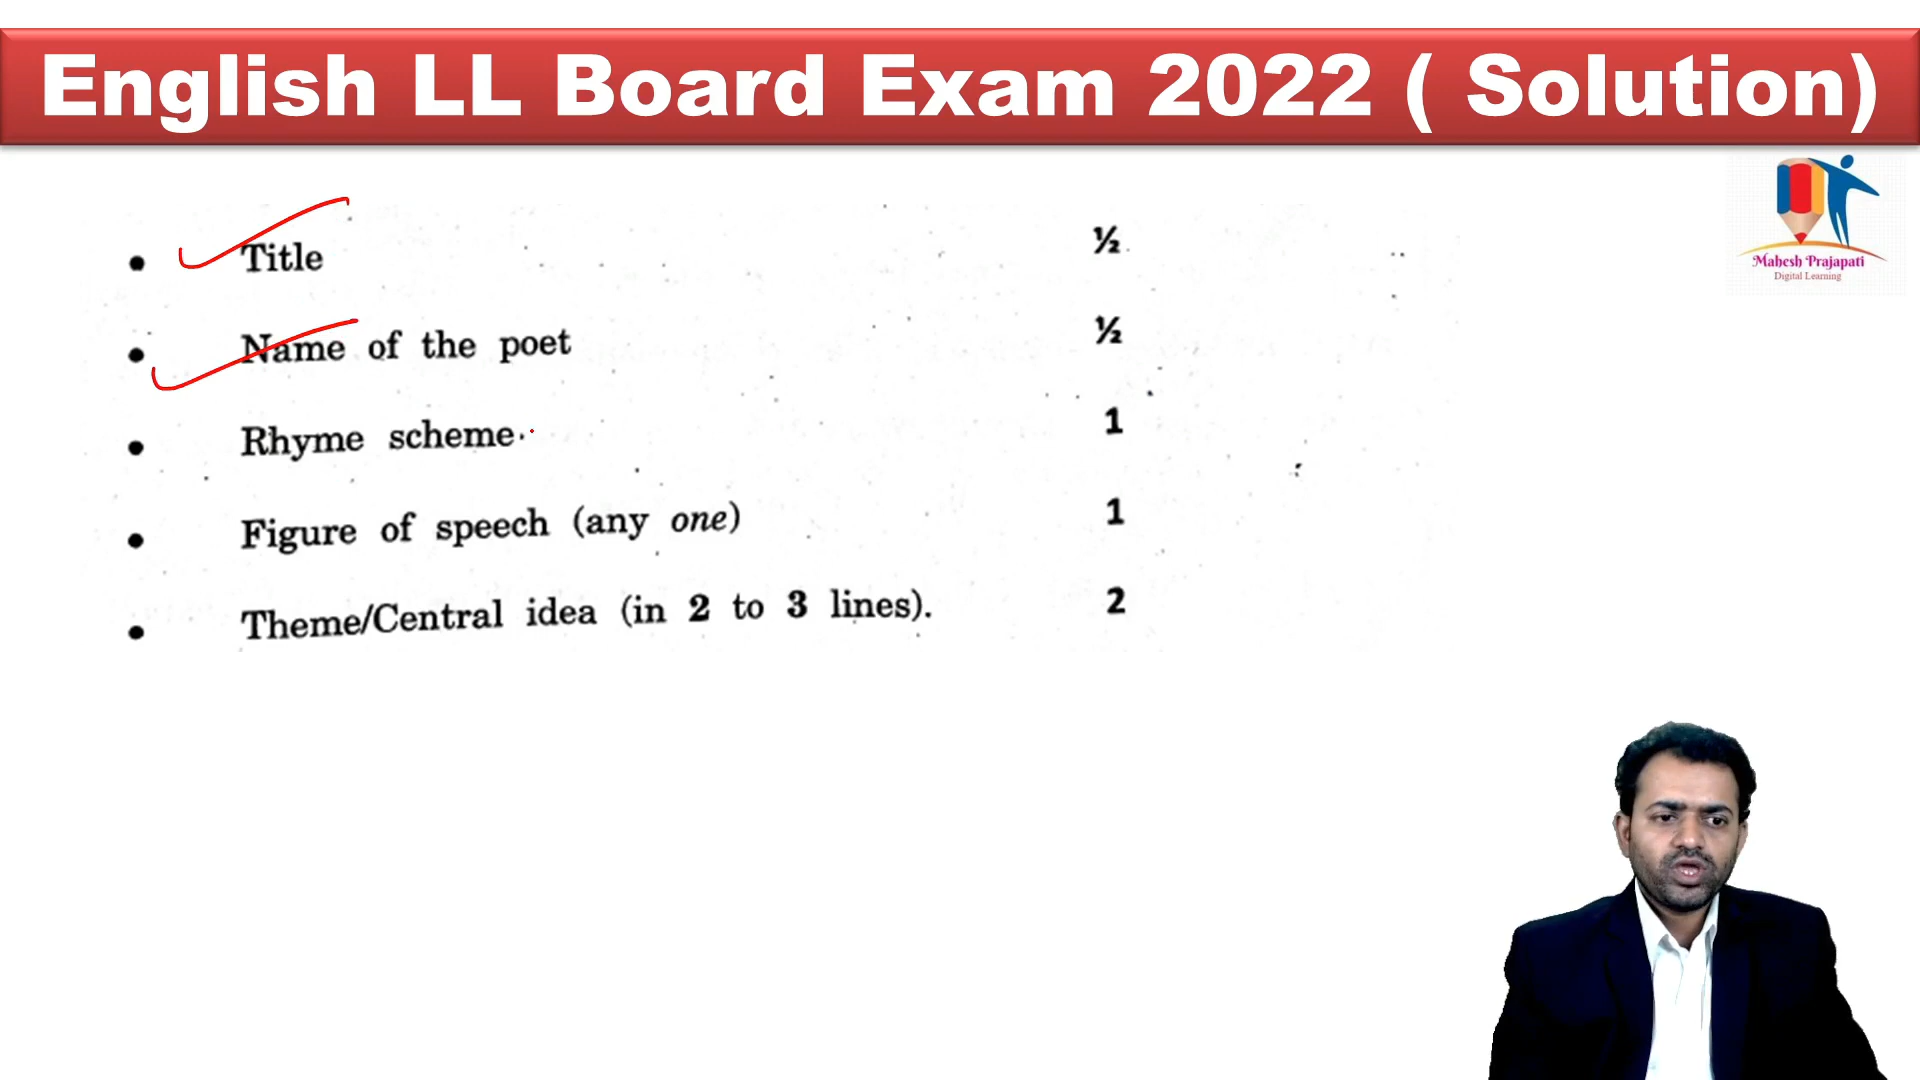 English LL Board Exam 2022 ( Solution)
Mahesh Prajapati
Digital Learning
• Title ½
• Name of the poet ½
• Rhyme scheme 1
• Figure of speech (any one) 1
• Theme/Central idea (in 2 to 3 lines). 2